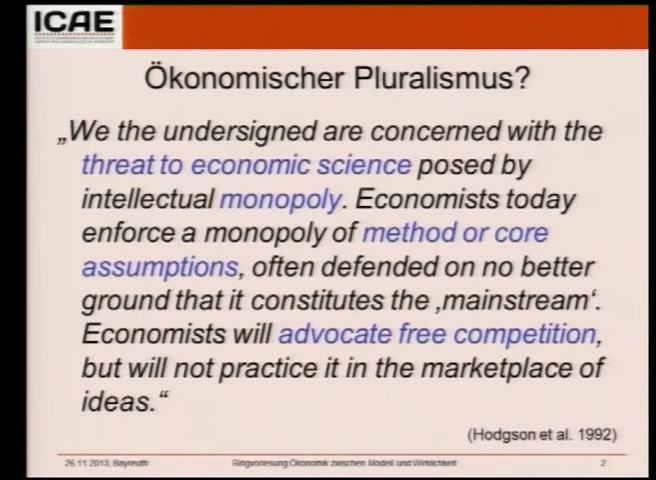 ICAE
Ökonomischer Pluralismus?
„We the undersigned are concerned with the
threat to economic science posed by
intellectual monopoly. Economists today
enforce a monopoly of method or core
assumptions, often defended on no better
ground that it constitutes the ‚mainstream‘.
Economists will advocate free competition,
but will not practice it in the marketplace of
ideas.“
(Hodgson et al. 1992)
26.11.2013, Bayreuth Ringvorlesung Ökonomik zwischen Modell und Wirklichkeit 2